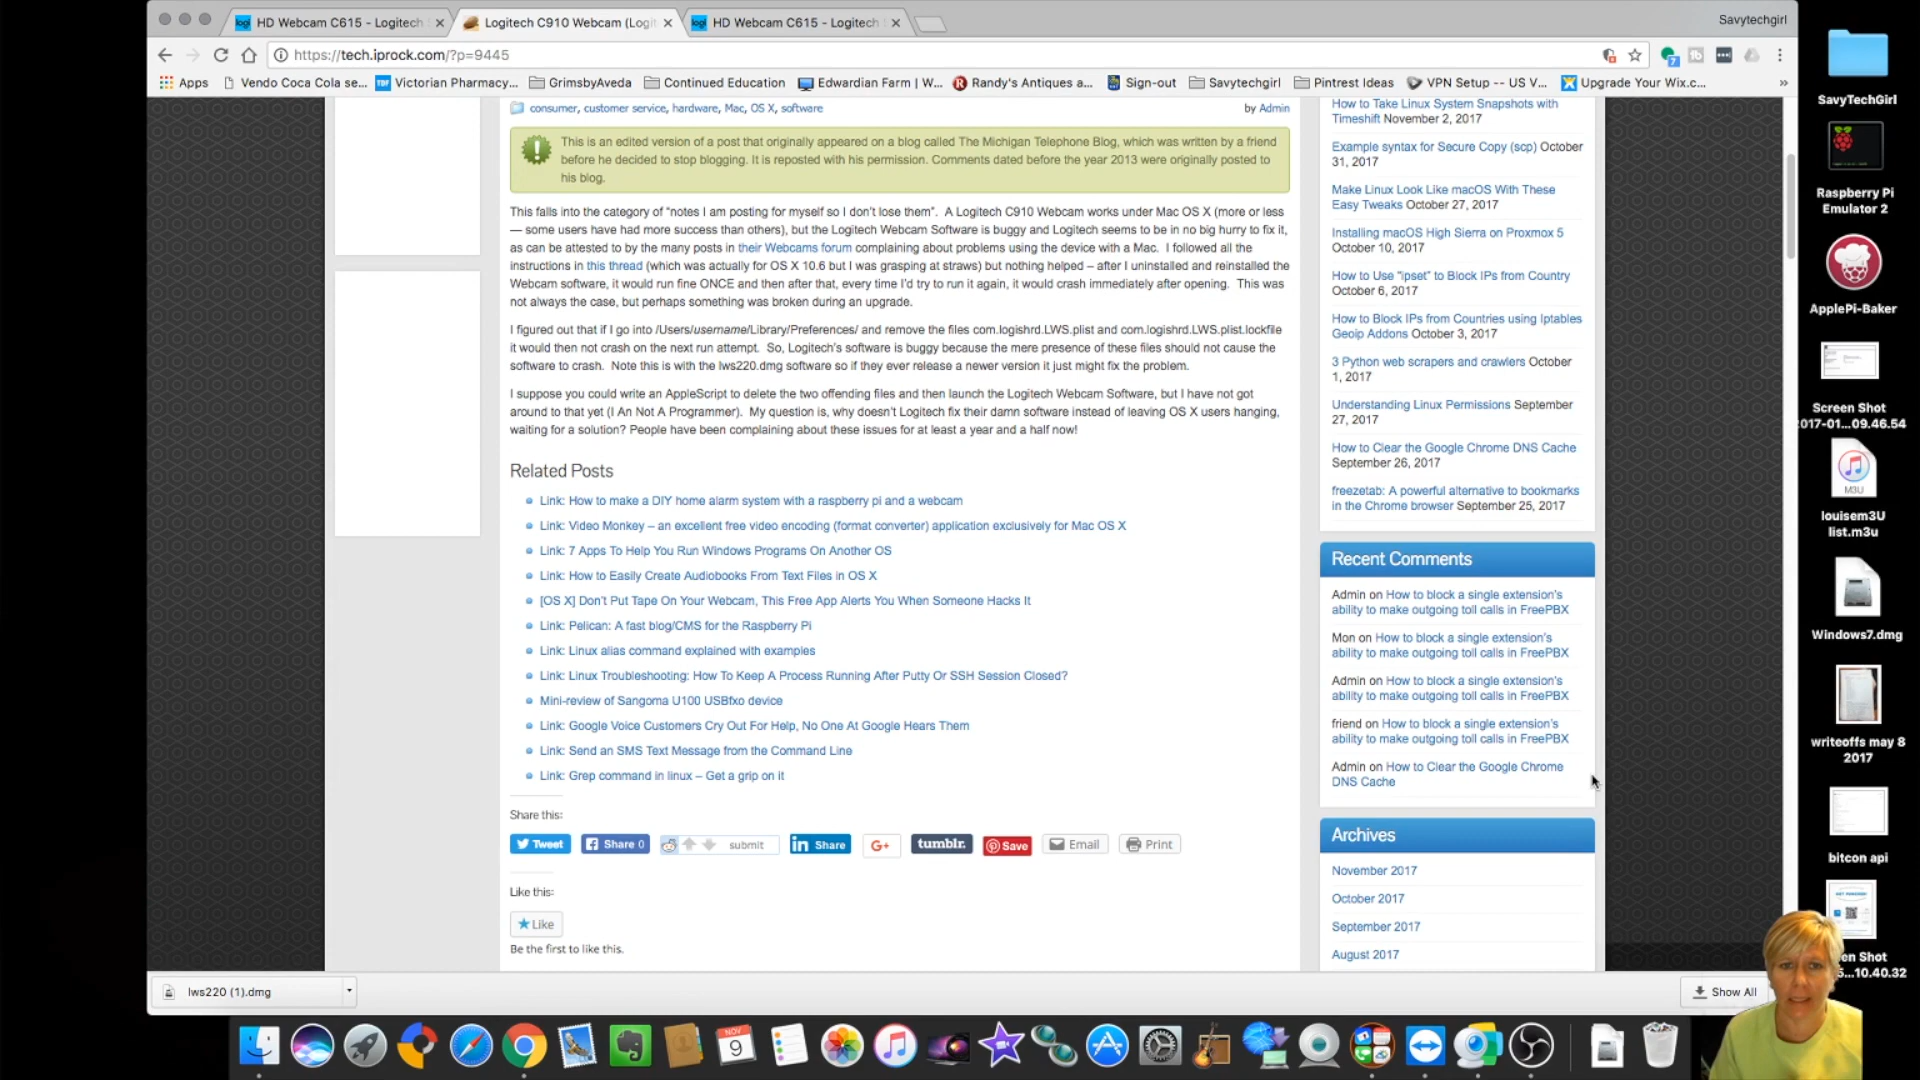 HD Webcam C615 - Logitech
Logitech C910 Webcam (Logit
HD Webcam C615 - Logitech
Savytechgirl
https://tech.iprock.com/?p=9445
Apps
Vendo Coca Cola se...
Victorian Pharmacy...
GrimsbyAveda
Continued Education
Edwardian Farm | W...
Randy's Antiques a...
Sign-out
Savytechgirl
Pintrest Ideas
VPN Setup -- US V...
Upgrade Your Wix.c...
»
consumer, customer service, hardware, Mac, OS X, software
by Admin
This is an edited version of a post that originally appeared on a blog called The Michigan Telephone Blog, which was written by a friend
before he decided to stop blogging. It is reposted with his permission. Comments dated before the year 2013 were originally posted to
his blog.
This falls into the category of "notes I am posting for myself so I don't lose them". A Logitech C910 Webcam works under Mac OS X (more or less
— some users have had more success than others), but the Logitech Webcam Software is buggy and Logitech seems to be in no big hurry to fix it,
as can be attested to by the many posts in their Webcams forum complaining about problems using the device with a Mac. I followed all the
instructions in this thread (which was actually for OS X 10.6 but I was grasping at straws) but nothing helped – after I uninstalled and reinstalled the
Webcam software, it would run fine ONCE and then after that, every time I'd try to run it again, it would crash immediately after opening. This was
not always the case, but perhaps something was broken during an upgrade.
I figured out that if I go into /Users/username/Library/Preferences/ and remove the files com.logishrd.LWS.plist and com.logishrd.LWS.plist.lockfile
it would then not crash on the next run attempt. So, Logitech's software is buggy because the mere presence of these files should not cause the
software to crash. Note this is with the lws220.dmg software so if they ever release a newer version it just might fix the problem.
I suppose you could write an AppleScript to delete the two offending files and then launch the Logitech Webcam Software, but I have not got
around to that yet (I An Not A Programmer). My question is, why doesn't Logitech fix their damn software instead of leaving OS X users hanging,
waiting for a solution? People have been complaining about these issues for at least a year and a half now!
Related Posts
Link: How to make a DIY home alarm system with a raspberry pi and a webcam
Link: Video Monkey – an excellent free video encoding (format converter) application exclusively for Mac OS X
Link: 7 Apps To Help You Run Windows Programs On Another OS
Link: How to Easily Create Audiobooks From Text Files in OS X
[OS X] Don't Put Tape On Your Webcam, This Free App Alerts You When Someone Hacks It
Link: Pelican: A fast blog/CMS for the Raspberry Pi
Link: Linux alias command explained with examples
Link: Linux Troubleshooting: How To Keep A Process Running After Putty Or SSH Session Closed?
Mini-review of Sangoma U100 USBfxo device
Link: Google Voice Customers Cry Out For Help, No One At Google Hears Them
Link: Send an SMS Text Message from the Command Line
Link: Grep command in linux – Get a grip on it
Share this:
Tweet
Share 0
submit
in Share
G+
tumblr.
Save
Email
Print
Like this:
Like
Be the first to like this.
How to Take Linux System Snapshots with
Timeshift November 2, 2017
Example syntax for Secure Copy (scp) October
31, 2017
Make Linux Look Like macOS With These
Easy Tweaks October 27, 2017
Installing macOS High Sierra on Proxmox 5
October 10, 2017
How to Use "ipset" to Block IPs from Country
October 6, 2017
How to Block IPs from Countries using Iptables
Geoip Addons October 3, 2017
3 Python web scrapers and crawlers October
1, 2017
Understanding Linux Permissions September
27, 2017
How to Clear the Google Chrome DNS Cache
September 26, 2017
freezetab: A powerful alternative to bookmarks
in the Chrome browser September 25, 2017
Recent Comments
Admin on How to block a single extension's
ability to make outgoing toll calls in FreePBX
Mon on How to block a single extension's
ability to make outgoing toll calls in FreePBX
Admin on How to block a single extension's
ability to make outgoing toll calls in FreePBX
friend on How to block a single extension's
ability to make outgoing toll calls in FreePBX
Admin on How to Clear the Google Chrome
DNS Cache
Archives
November 2017
October 2017
September 2017
August 2017
lws220 (1).dmg
Show All
SavyTechGirl
Raspberry Pi
Emulator 2
ApplePi-Baker
Screen Shot
2017-01...09.46.54
M3U
louisem3U
list.m3u
Windows7.dmg
writeoffs may 8
2017
bitcon api
en Shot
5...10.40.32
NOV
9